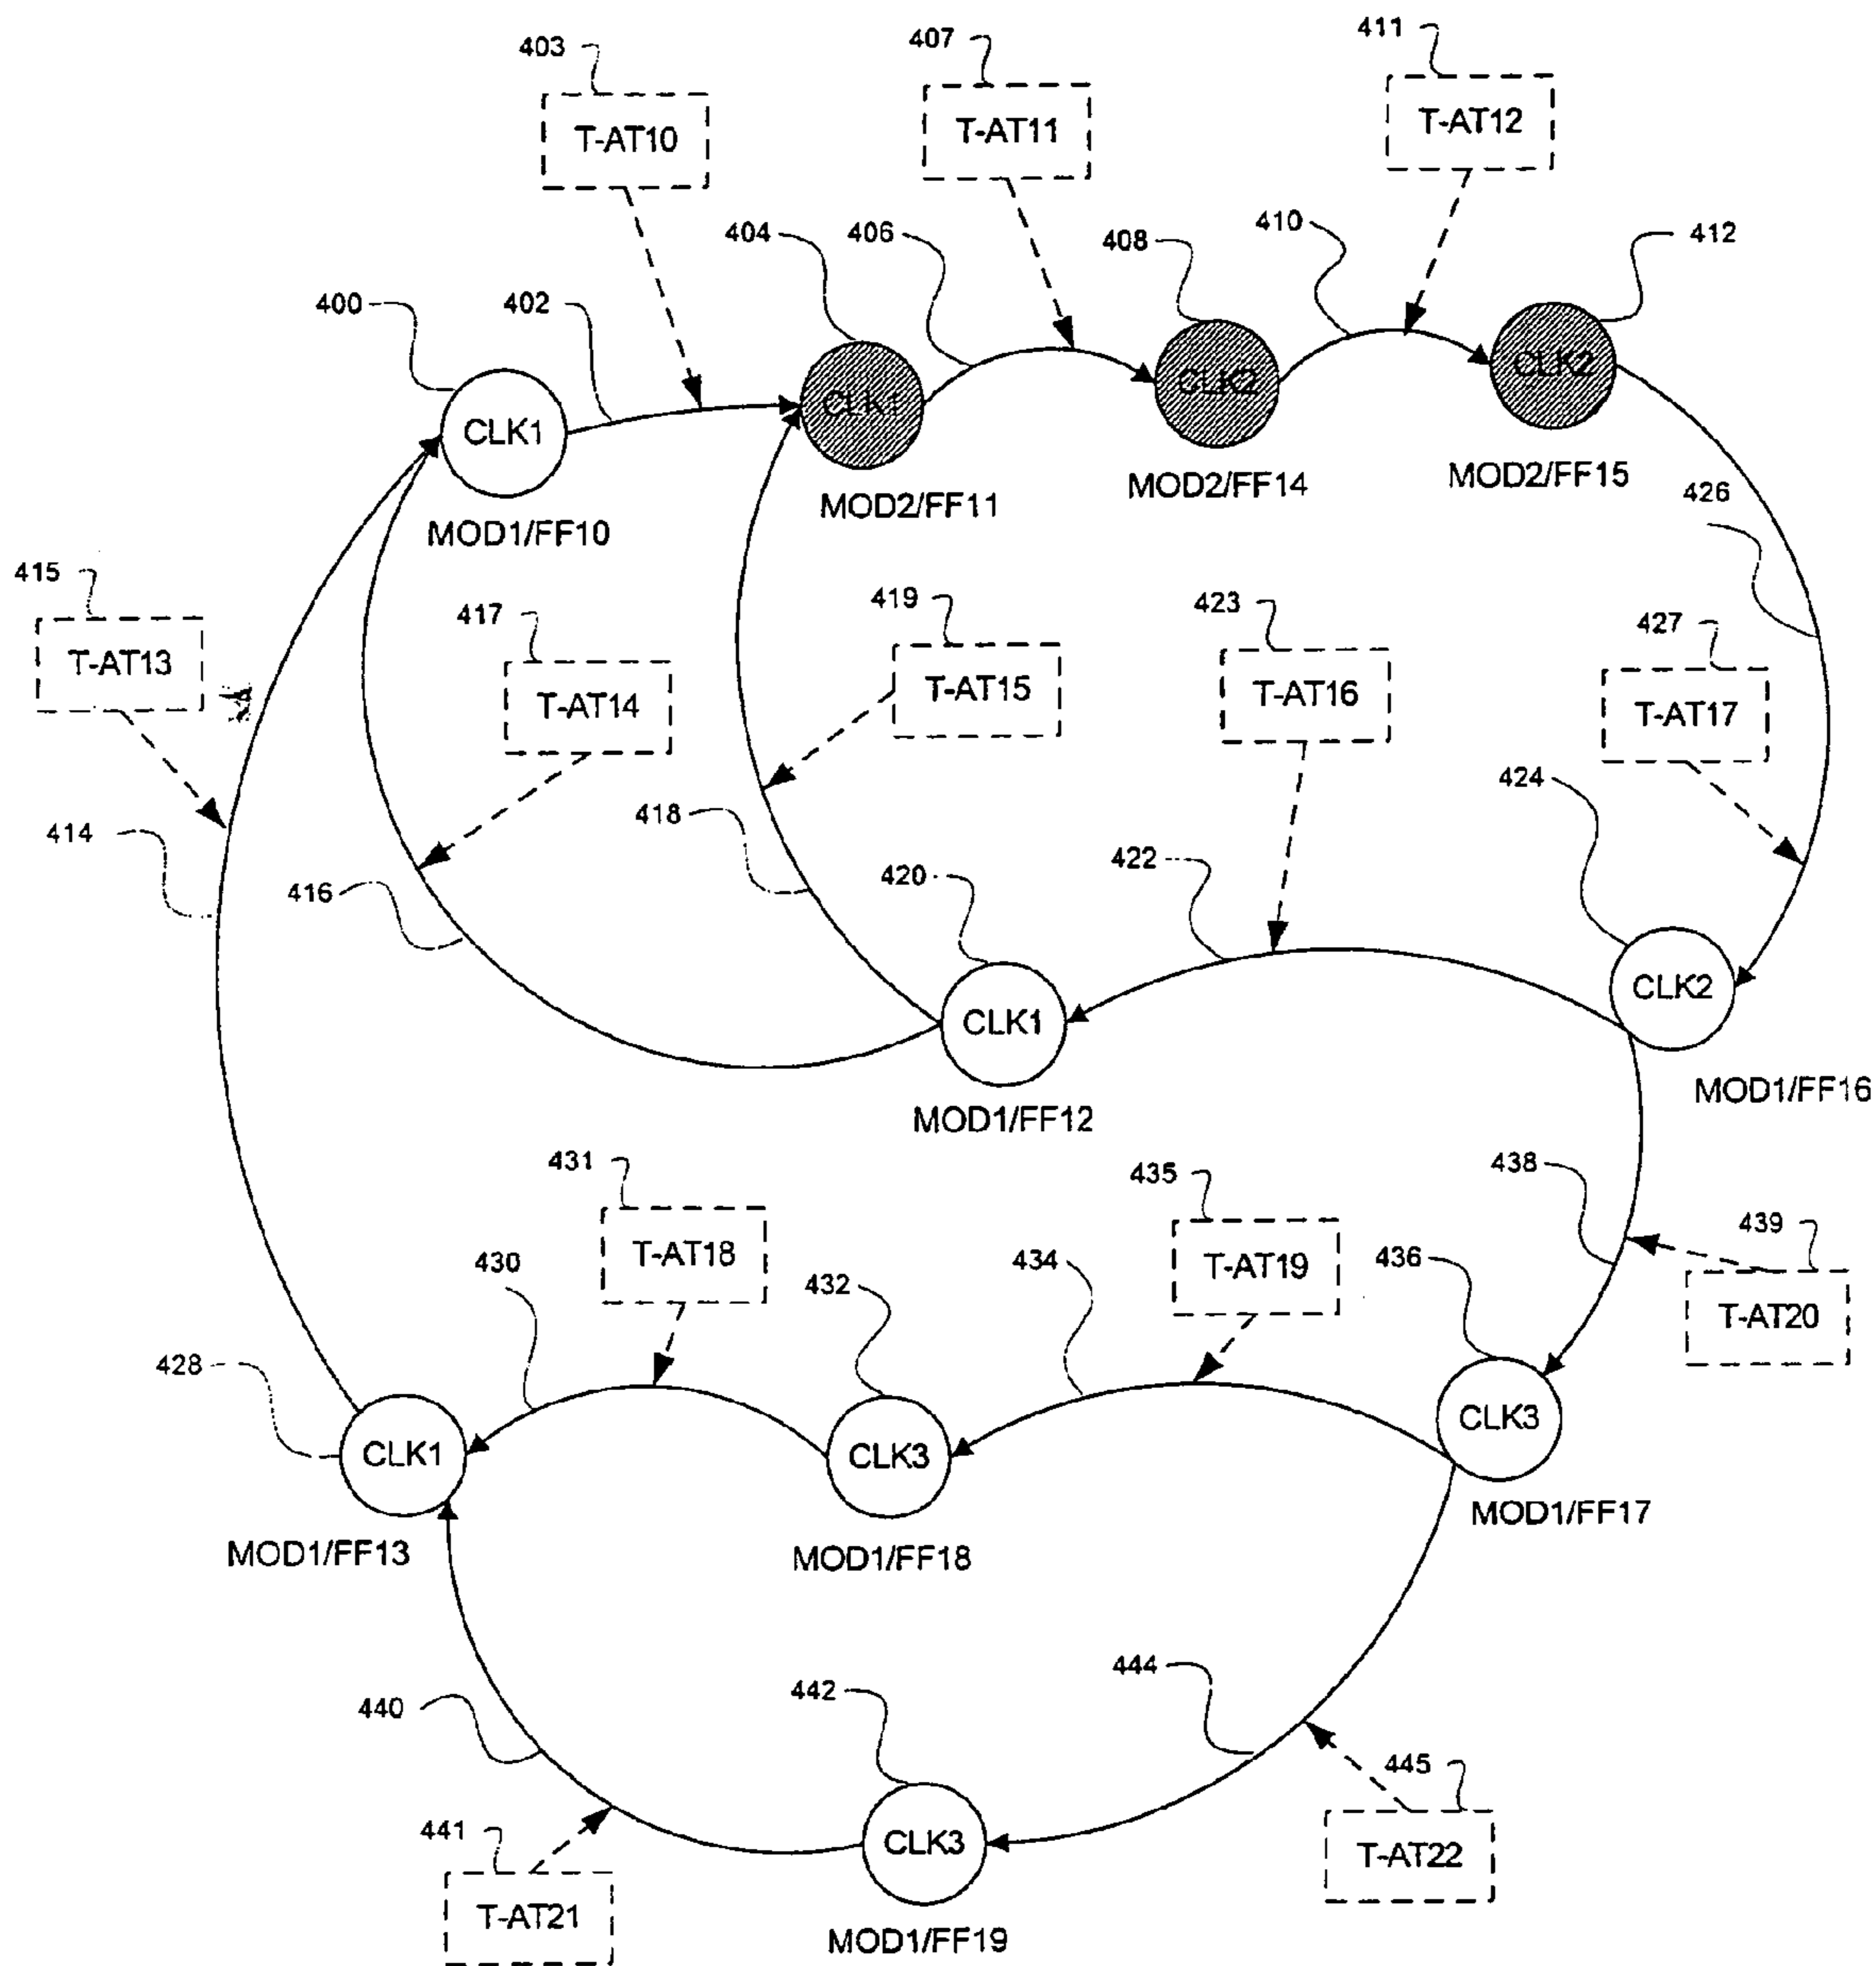 403
407
411
T-AT10
T-AT11
T-AT12
404
406
408
410
412
400
402
CLK1
CLK1
CLK2
CLK2
MOD1/FF10
MOD2/FF11
MOD2/FF14
MOD2/FF15
426
415
417
419
423
427
T-AT13
T-AT14
T-AT15
T-AT16
T-AT17
414
416
418
420
422
424
CLK1
CLK2
MOD1/FF12
MOD1/FF16
431
435
438
439
T-AT18
T-AT19
T-AT20
430
432
434
436
428
CLK1
CLK3
CLK3
MOD1/FF13
MOD1/FF18
MOD1/FF17
440
442
444
445
441
CLK3
T-AT22
T-AT21
MOD1/FF19